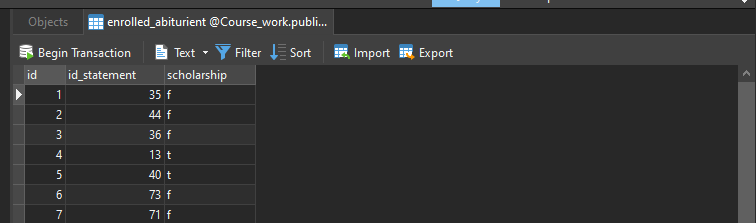 Objects enrolled_abiturient @Course_work.publi...
Begin Transaction Text Filter Sort Import Export
id id_statement scholarship
1 35 f
2 44 f
3 36 f
4 13 t
5 40 t
6 73 f
7 71 f